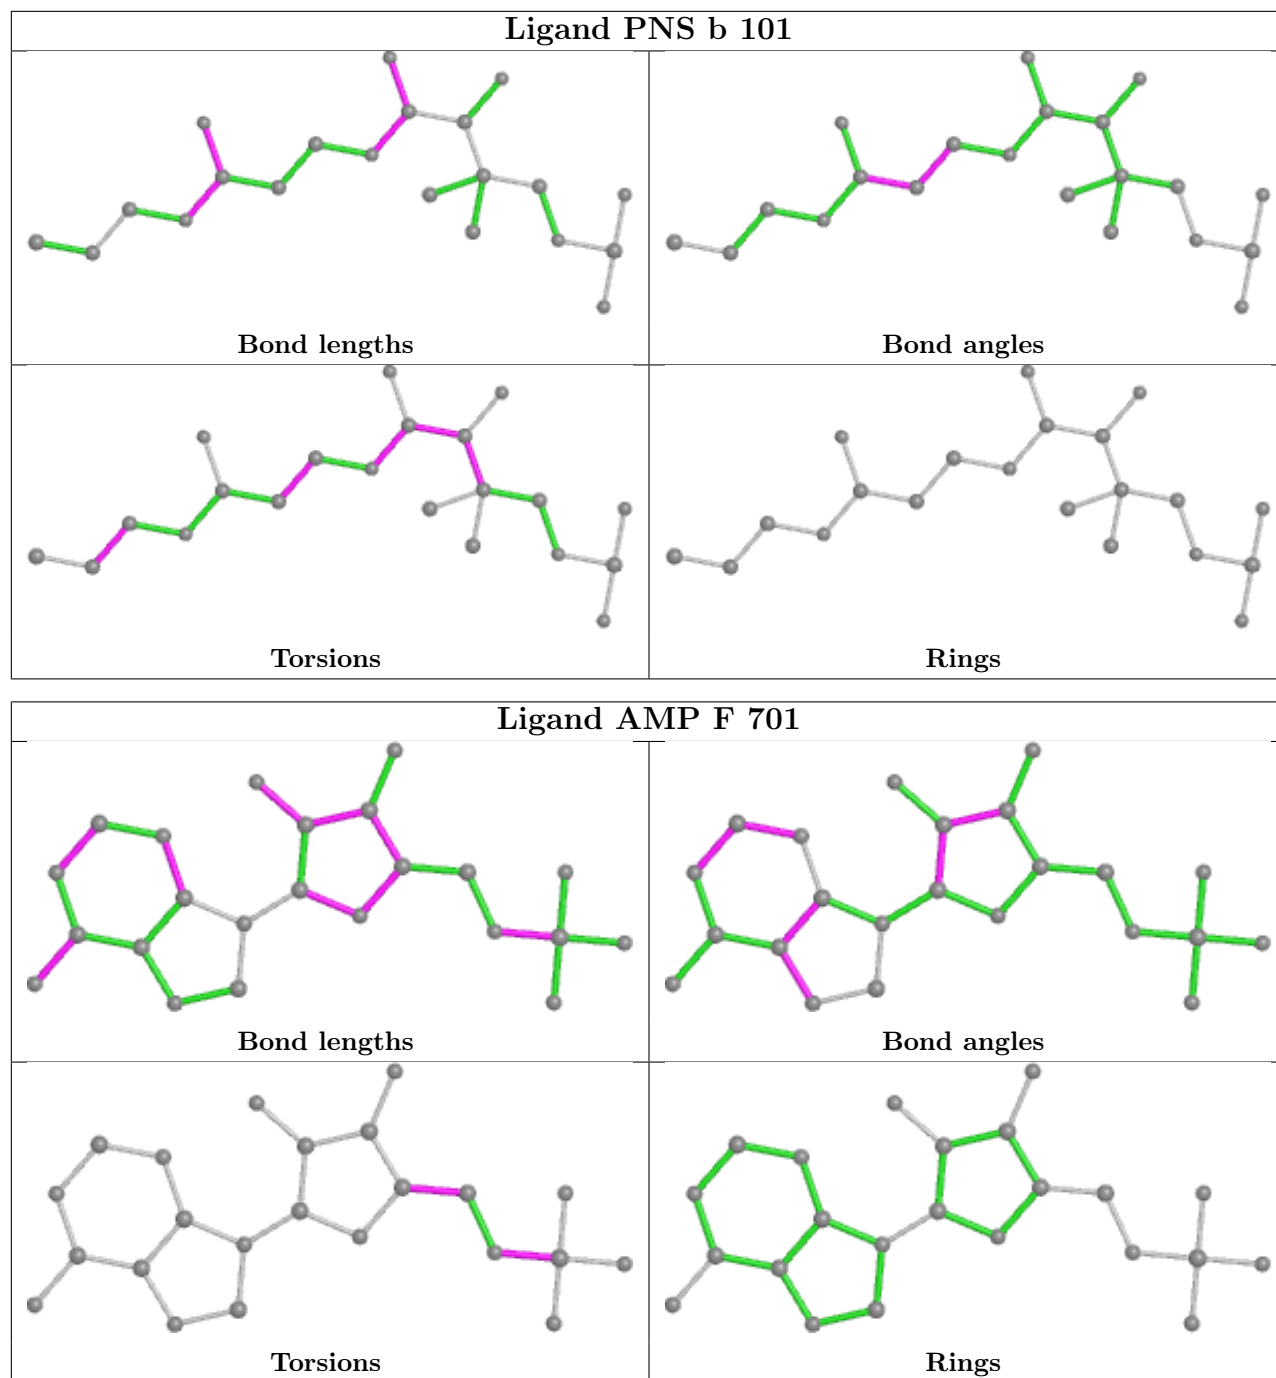 Ligand PNS b 101
Bond lengths
Bond angles
Torsions
Rings
Ligand AMP F 701
Bond lengths
Bond angles
Torsions
Rings